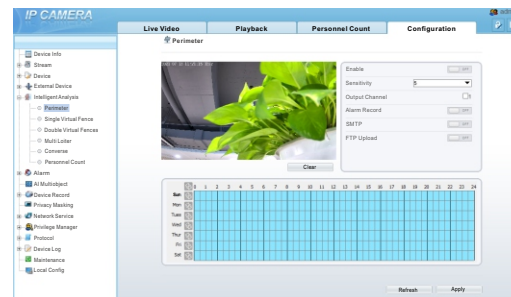 IP CAMERA
Live Video
Playback
Personnel Count
Configuration
Perimeter
Device Info
Stream
Device
External Device
Intelligent Analysis
Perimeter
Single Virtual Fence
Double Virtual Fences
Multi Loiter
Converse
Personnel Count
Alarm
AI Multiobject
Device Record
Privacy Masking
Network Service
Privilege Manager
Protocol
Device Log
Maintenance
Local Config
Enable
OFF
Sensitivity
Output Channel
Alarm Record
OFF
SMTP
OFF
FTP Upload
OFF
Clear
0 1 2 3 4 5 6 7 8 9 10 11 12 13 14 15 16 17 18 19 20 21 22 23 24
Sun
Mon
Tues
Wed
Thur
Fri
Sat
Refresh
Apply